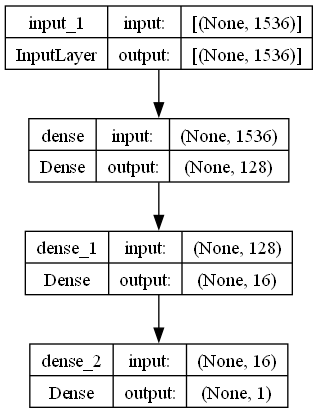 input_1 input: [(None, 1536)]
InputLayer output: [(None, 1536)]
dense input: (None, 1536)
Dense output: (None, 128)
dense_1 input: (None, 128)
Dense output: (None, 16)
dense_2 input: (None, 16)
Dense output: (None, 1)